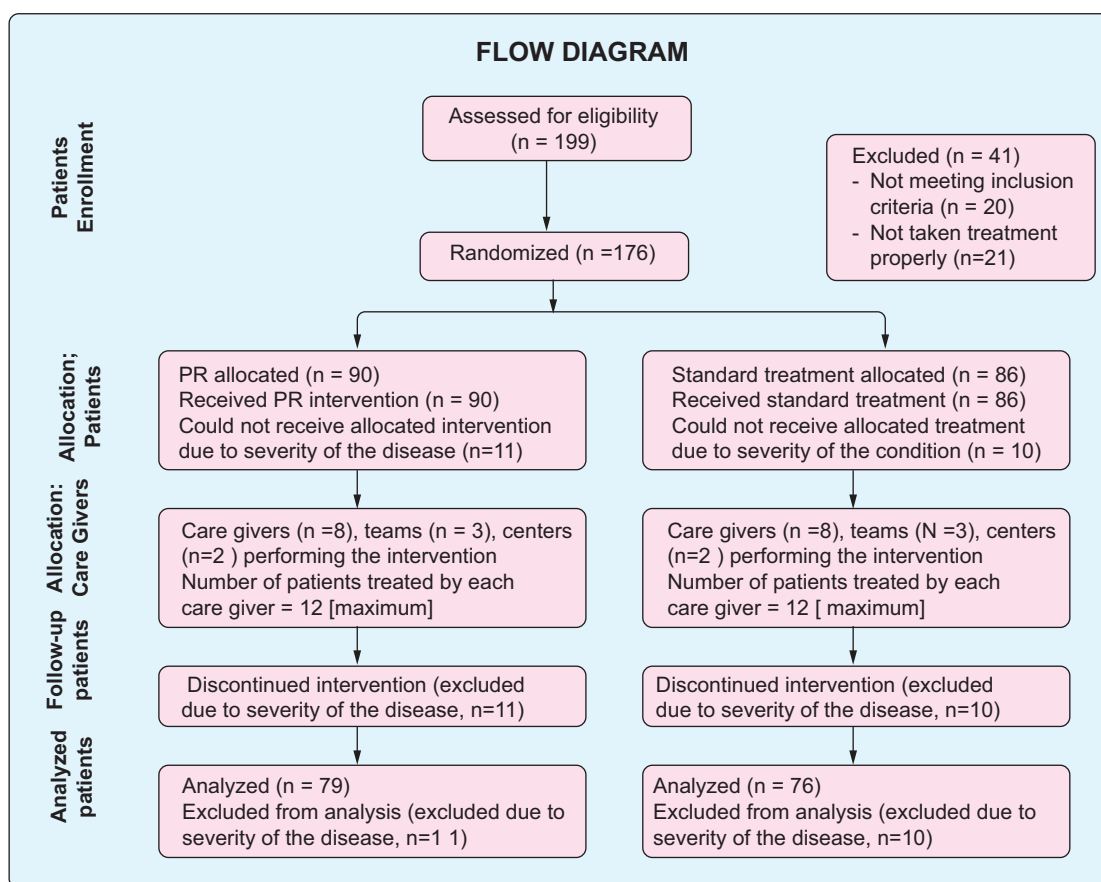 FLOW DIAGRAM
Patients
Enrollment
Assessed for eligibility
(n = 199)
Excluded (n = 41)
- Not meeting inclusion
criteria (n = 20)
- Not taken treatment
properly (n=21)
Randomized (n =176)
Allocation;
Patients
PR allocated (n = 90)
Received PR intervention (n = 90)
Could not receive allocated intervention
due to severity of the disease (n=11)
Standard treatment allocated (n = 86)
Received standard treatment (n = 86)
Could not receive allocated treatment
due to severity of the condition (n = 10)
Allocation:
Care Givers
Care givers (n =8), teams (n = 3), centers
(n=2 ) performing the intervention
Number of patients treated by each
care giver = 12 [maximum]
Care givers (n =8), teams (N =3), centers
(n=2 ) performing the intervention
Number of patients treated by each
care giver = 12 [ maximum]
Follow-up
patients
Discontinued intervention (excluded
due to severity of the disease, n=11)
Discontinued intervention (excluded
due to severity of the disease, n=10)
Analyzed
patients
Analyzed (n = 79)
Excluded from analysis (excluded due to
severity of the disease, n=1 1)
Analyzed (n = 76)
Excluded from analysis (excluded due to
severity of the disease, n=10)